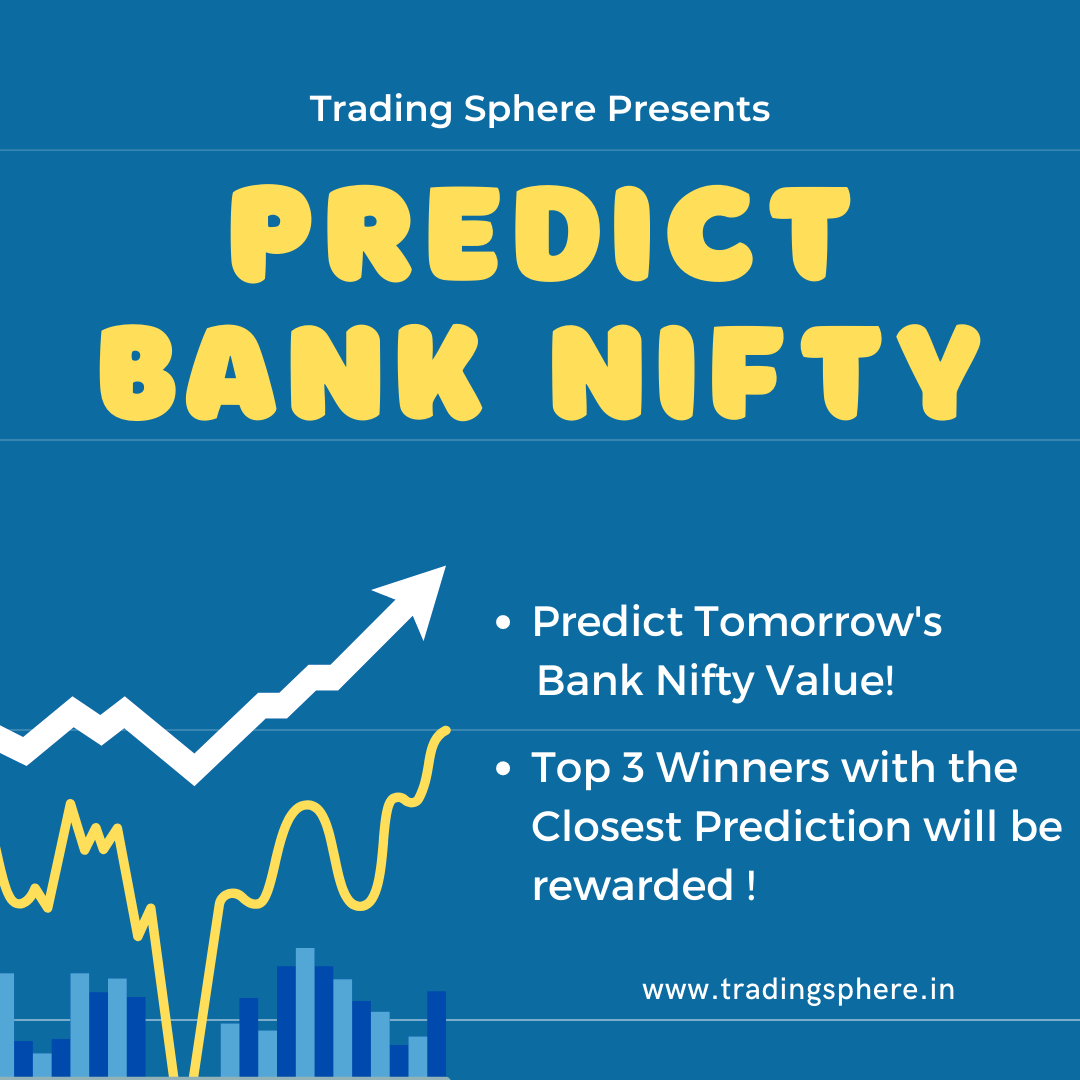 Trading Sphere Presents
PREDICT
BANK NIFTY
• Predict Tomorrow's
Bank Nifty Value!
• Top 3 Winners with the
Closest Prediction will be
rewarded !
www.tradingsphere.in